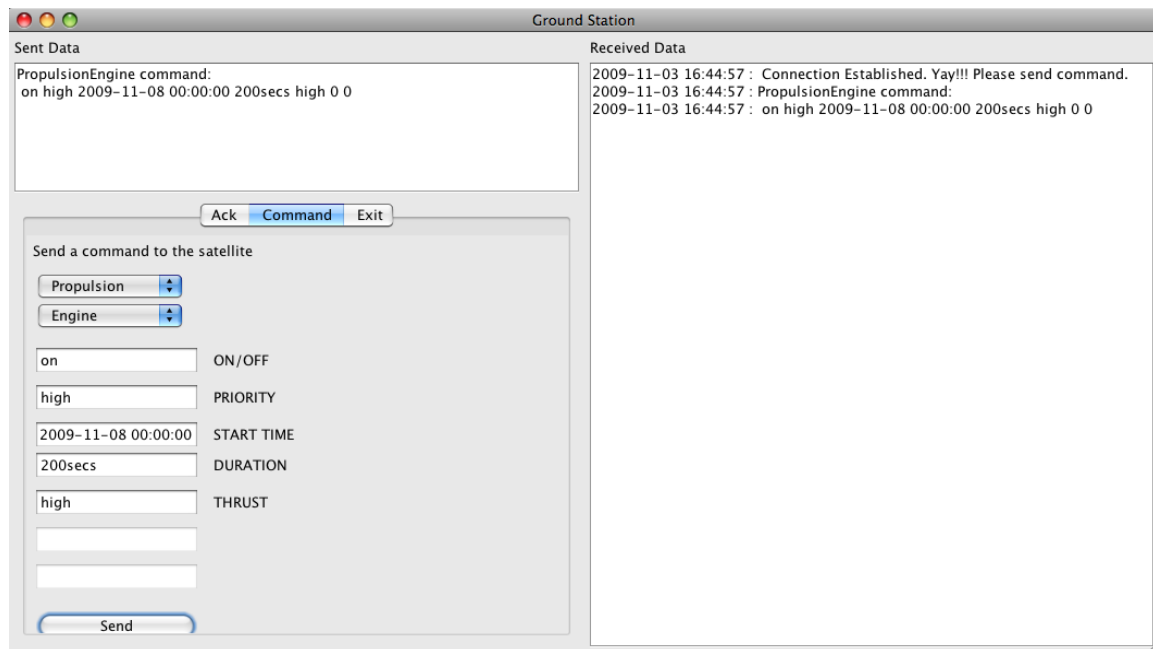 Ground Station
Sent Data
PropulsionEngine command:
on high 2009-11-08 00:00:00 200secs high 0 0
Ack Command Exit
Send a command to the satellite
Propulsion
Engine
on ON/OFF
high PRIORITY
2009-11-08 00:00:00 START TIME
200secs DURATION
high THRUST
Send
Received Data
2009-11-03 16:44:57 : Connection Established. Yay!!! Please send command.
2009-11-03 16:44:57 : PropulsionEngine command:
2009-11-03 16:44:57 : on high 2009-11-08 00:00:00 200secs high 0 0